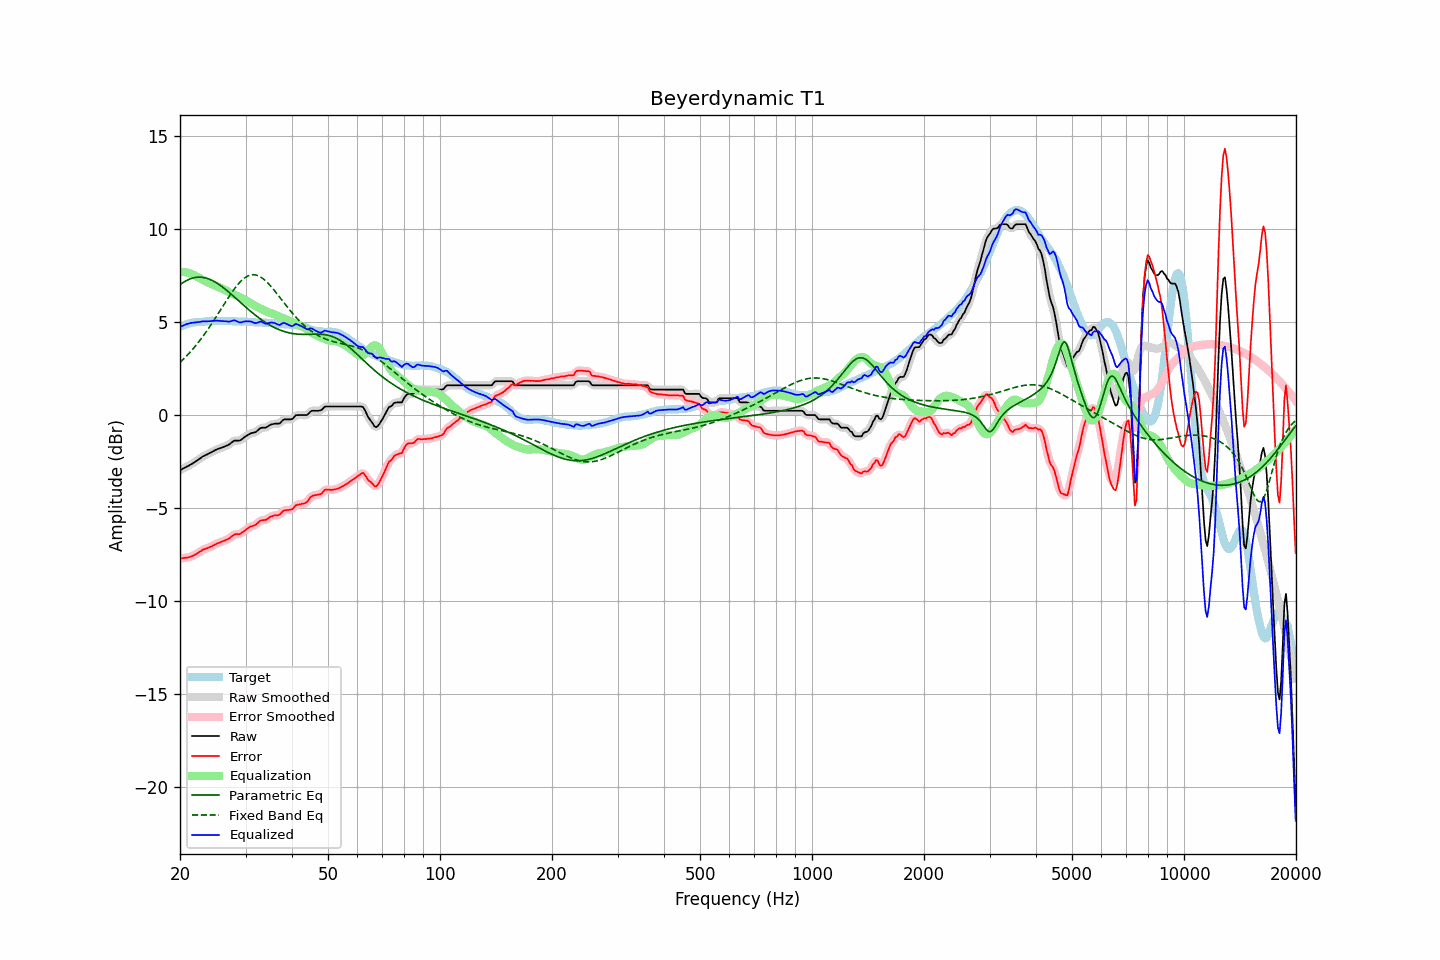 Beyerdynamic T1
15
10
5
0
−5
−10
−15
−20
Amplitude (dBr)
Target
Raw Smoothed
Error Smoothed
Raw
Error
Equalization
Parametric Eq
Fixed Band Eq
Equalized
20 50 100 200 500 1000 2000 5000 10000 20000
Frequency (Hz)